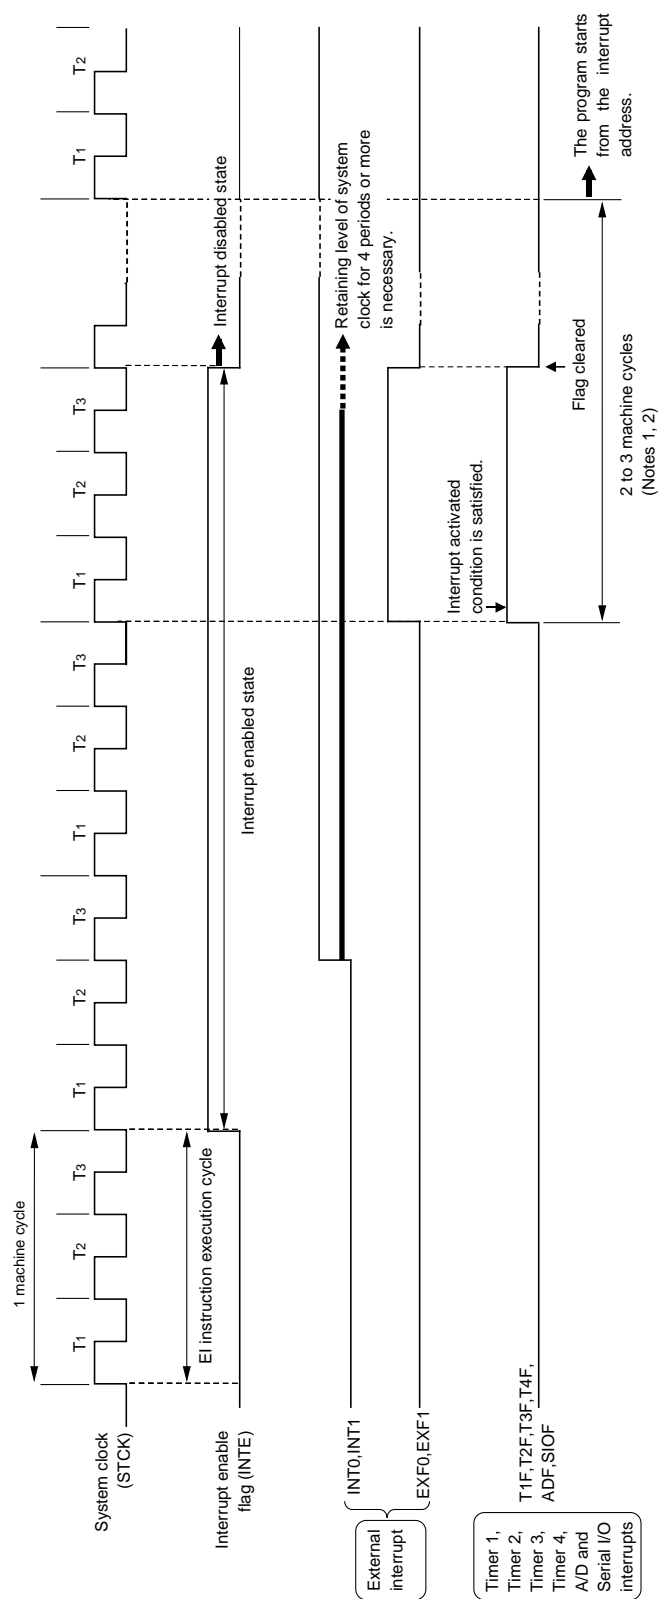 1 machine cycle
T1
T2
T3
T1
T2
T3
T1
T2
T3
T1
T2
T3
T1
T2
System clock
(STCK)
EI instruction execution cycle
Interrupt enabled state
Interrupt disabled state
Interrupt enable
flag (INTE)
Retaining level of system
clock for 4 periods or more
is necessary.
External
interrupt
INT0,INT1
EXF0,EXF1
Interrupt activated
condition is satisfied.
Timer 1,
Timer 2,
Timer 3,
Timer 4,
A/D and
Serial I/O
interrupts
T1F,T2F,T3F,T4F,
ADF,SIOF
Flag cleared
2 to 3 machine cycles
(Notes 1, 2)
The program starts
from the interrupt
address.